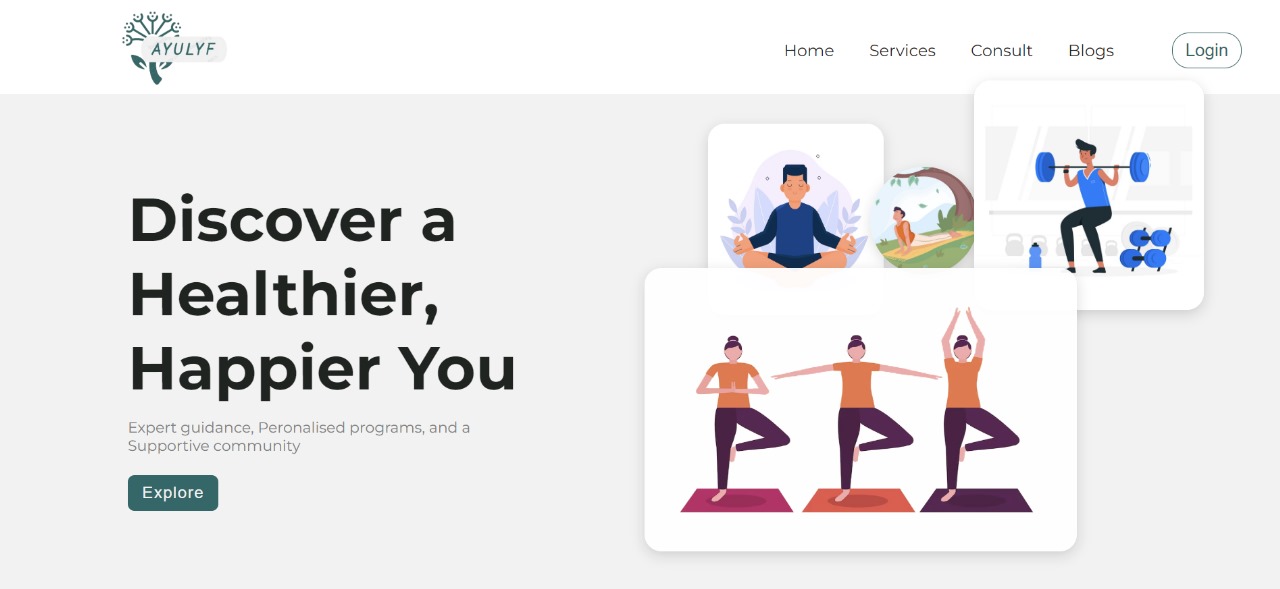 AYULYF
Home Services Consult Blogs Login
Discover a
Healthier,
Happier You
Expert guidance, Peronalised programs, and a
Supportive community
Explore